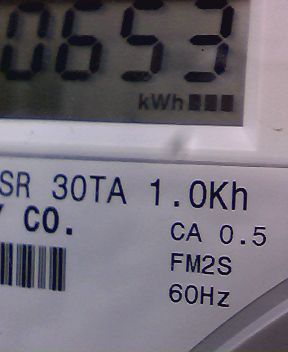 0653
kWh
SR 30TA 1.0Kh
Y CO.
CA 0.5
FM2S
60Hz